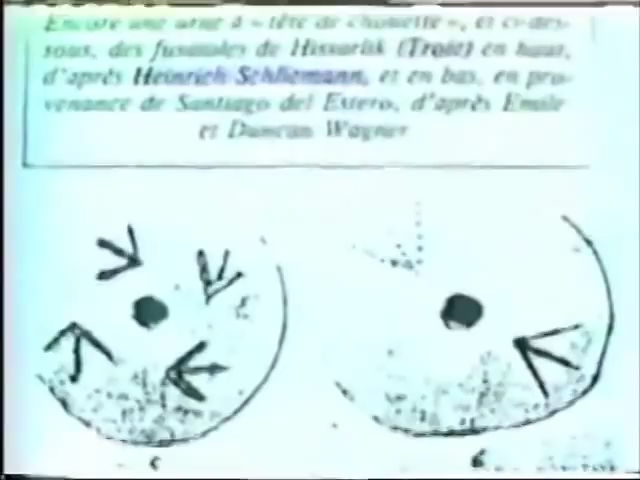 Encore une urne à « tête de chouette », et ci-des-
sous, des fusaïoles de Hissarlik (Troie) en haut,
d'après Heinrich Schliemann, et en bas, en pro-
venance de Santiago del Estero, d'après Emile
et Duncan Wagner